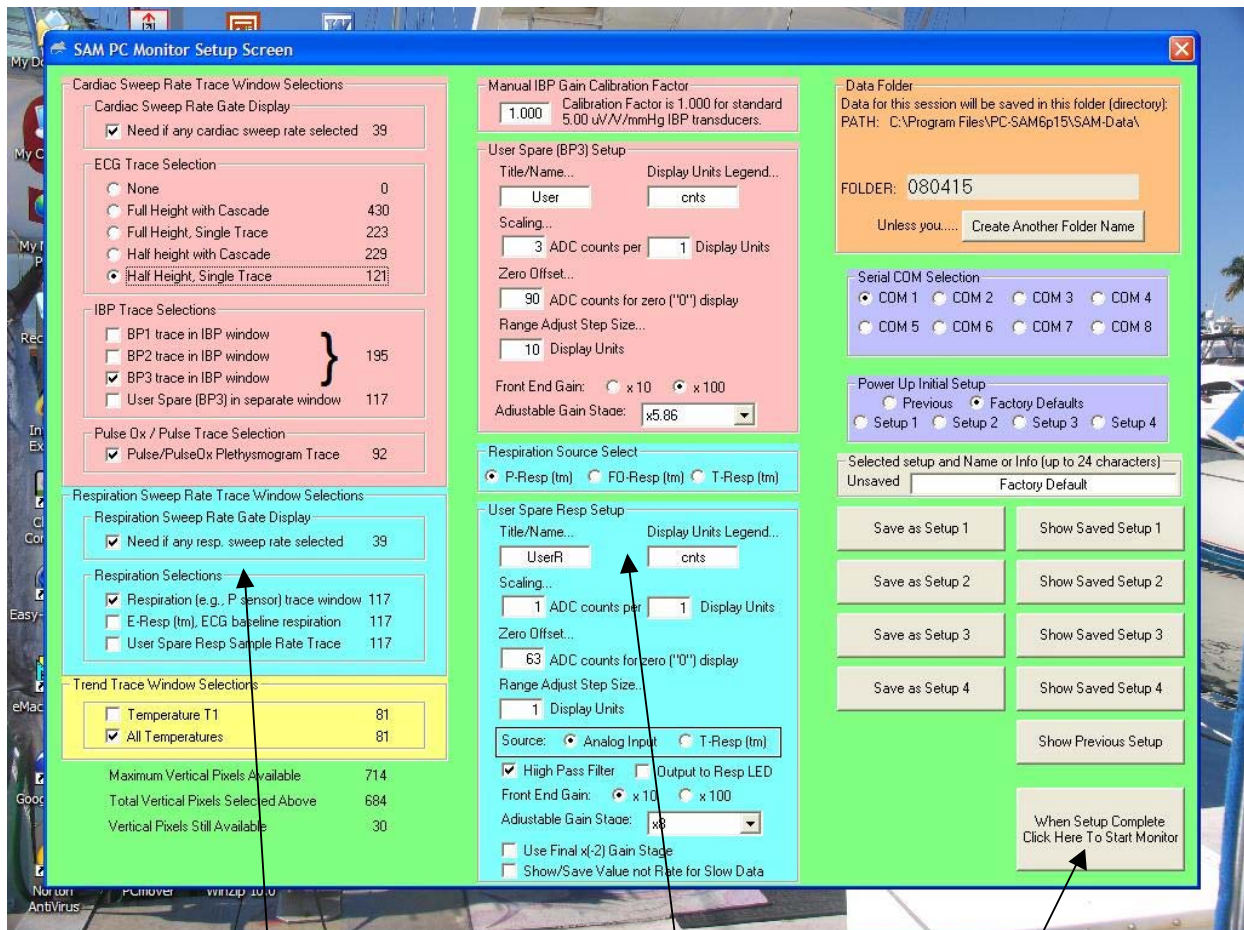 SAM PC Monitor Setup Screen
Cardiac Sweep Rate Trace Window Selections
Cardiac Sweep Rate Gate Display
Need if any cardiac sweep rate selected 39
ECG Trace Selection
None 0
Full Height with Cascade 430
Full Height, Single Trace 223
Half height with Cascade 229
Half Height, Single Trace 121
IBP Trace Selections
BP1 trace in IBP window
BP2 trace in IBP window
} 195
BP3 trace in IBP window
User Spare (BP3) in separate window 117
Pulse Ox / Pulse Trace Selection
Pulse/PulseOx Plethysmogram Trace 92
Respiration Sweep Rate Trace Window Selections
Respiration Sweep Rate Gate Display
Need if any resp. sweep rate selected 39
Respiration Selections
Respiration (e.g., P sensor) trace window 117
E-Resp (tm), ECG baseline respiration 117
User Spare Resp Sample Rate Trace 117
Trend Trace Window Selections
Temperature T1 81
All Temperatures 81
Maximum Vertical Pixels Available 714
Total Vertical Pixels Selected Above 684
Vertical Pixels Still Available 30
Manual IBP Gain Calibration Factor
1.000 Calibration Factor is 1.000 for standard
5.00 uV/V/mmHg IBP transducers.
User Spare (BP3) Setup
Title/Name... Display Units Legend...
User cnts
Scaling...
3 ADC counts per 1 Display Units
Zero Offset...
90 ADC counts for zero ("0") display
Range Adjust Step Size...
10 Display Units
Front End Gain: x 10 x 100
Adjustable Gain Stage: x5.86
Respiration Source Select
P-Resp (tm) FO-Resp (tm) T-Resp (tm)
User Spare Resp Setup
Title/Name... Display Units Legend...
UserR cnts
Scaling...
1 ADC counts per 1 Display Units
Zero Offset...
63 ADC counts for zero ("0") display
Range Adjust Step Size...
1 Display Units
Source: Analog Input T-Resp (tm)
Hiigh Pass Filter Output to Resp LED
Front End Gain: x 10 x 100
Adjustable Gain Stage: x8
Use Final x(-2) Gain Stage
Show/Save Value not Rate for Slow Data
Data Folder
Data for this session will be saved in this folder (directory):
PATH: C:\Program Files\PC-SAM6p15\SAM-Data\
FOLDER: 080415
Unless you..... Create Another Folder Name
Serial COM Selection
COM 1 COM 2 COM 3 COM 4
COM 5 COM 6 COM 7 COM 8
Power Up Initial Setup
Previous Factory Defaults
Setup 1 Setup 2 Setup 3 Setup 4
Selected setup and Name or Info (up to 24 characters)
Unsaved Factory Default
Save as Setup 1 Show Saved Setup 1
Save as Setup 2 Show Saved Setup 2
Save as Setup 3 Show Saved Setup 3
Save as Setup 4 Show Saved Setup 4
Show Previous Setup
When Setup Complete
Click Here To Start Monitor
Norton
AntiVirus
PCmover
WinZip 10.0